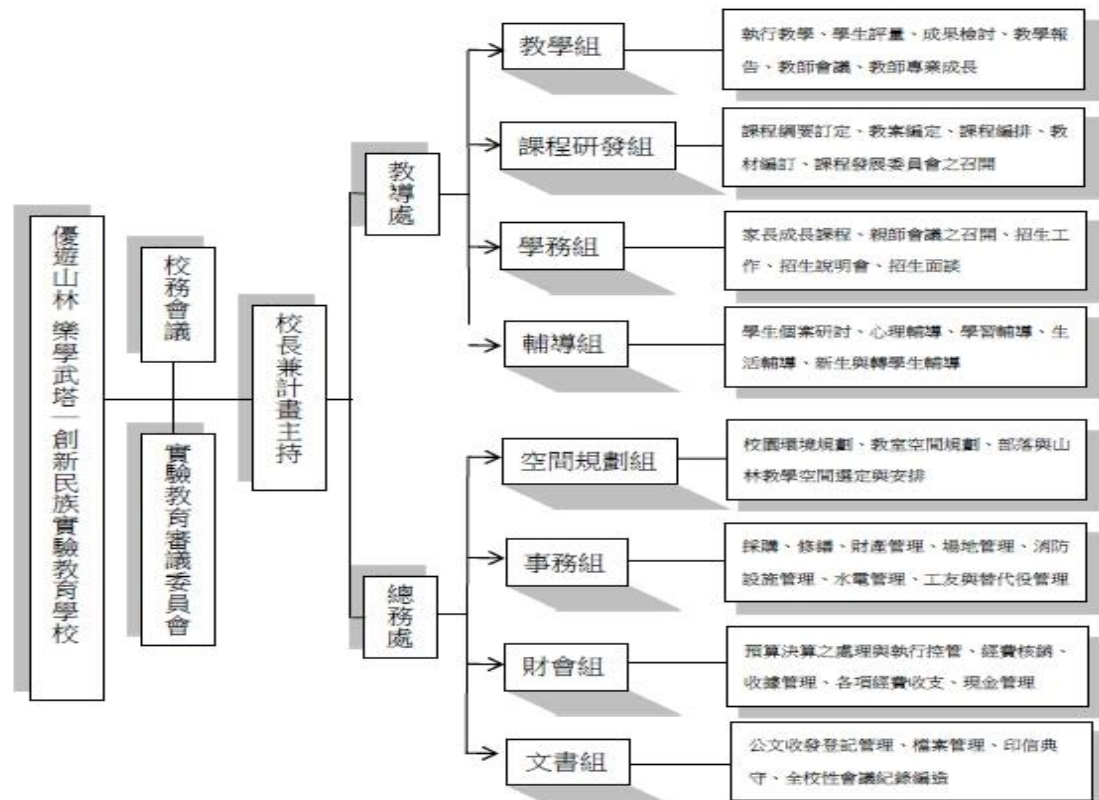 優遊山林 樂學武塔｜創新民族實驗教育學校
校務會議
實驗教育審議委員會
校長兼計畫主持
教導處
教學組
執行教學、學生評量、成果檢討、教學報
告、教師會議、教師專業成長
課程研發組
課程綱要訂定、教案編定、課程編排、教
材編訂、課程發展委員會之召開
學務組
家長成長課程、親師會議之召開、招生工
作、招生說明會、招生面談
輔導組
學生個案研討、心理輔導、學習輔導、生
活輔導、新生與轉學生輔導
總務處
空間規劃組
校園環境規劃、教室空間規劃、部落與山
林教學空間選定與安排
事務組
採購、修繕、財產管理、場地管理、消防
設施管理、水電管理、工友與替代役管理
財會組
預算決算之處理與執行控管、經費核銷、
收據管理、各項經費收支、現金管理
文書組
公文收發登記管理、檔案管理、印信典
守、全校性會議紀錄編造